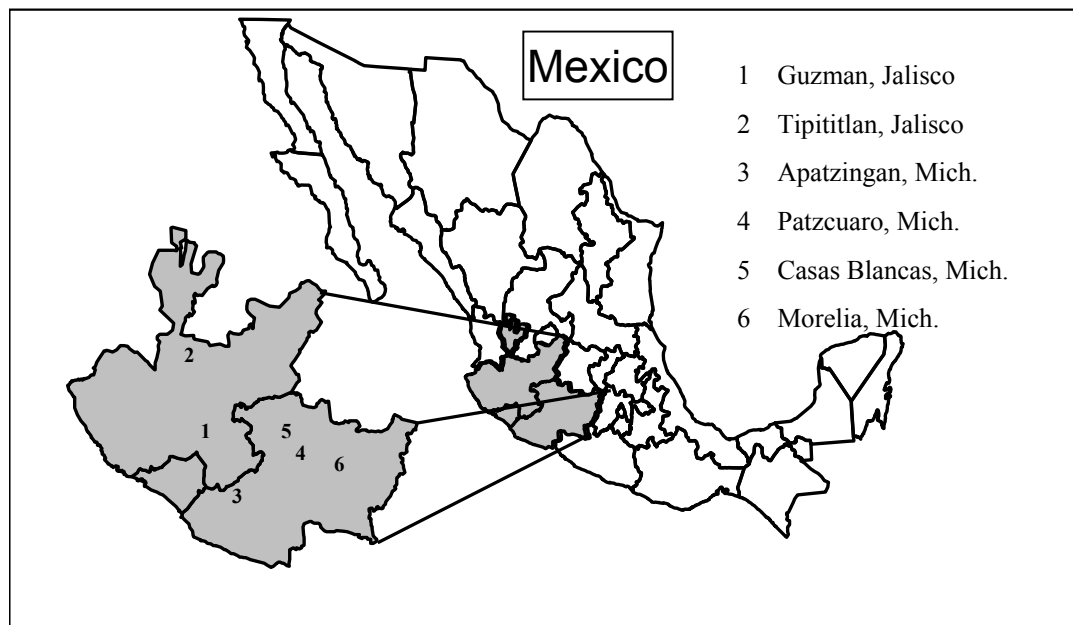 Mexico
1 Guzman, Jalisco
2 Tipititlan, Jalisco
3 Apatzingan, Mich.
4 Patzcuaro, Mich.
5 Casas Blancas, Mich.
6 Morelia, Mich.
2
1
5
4
6
3